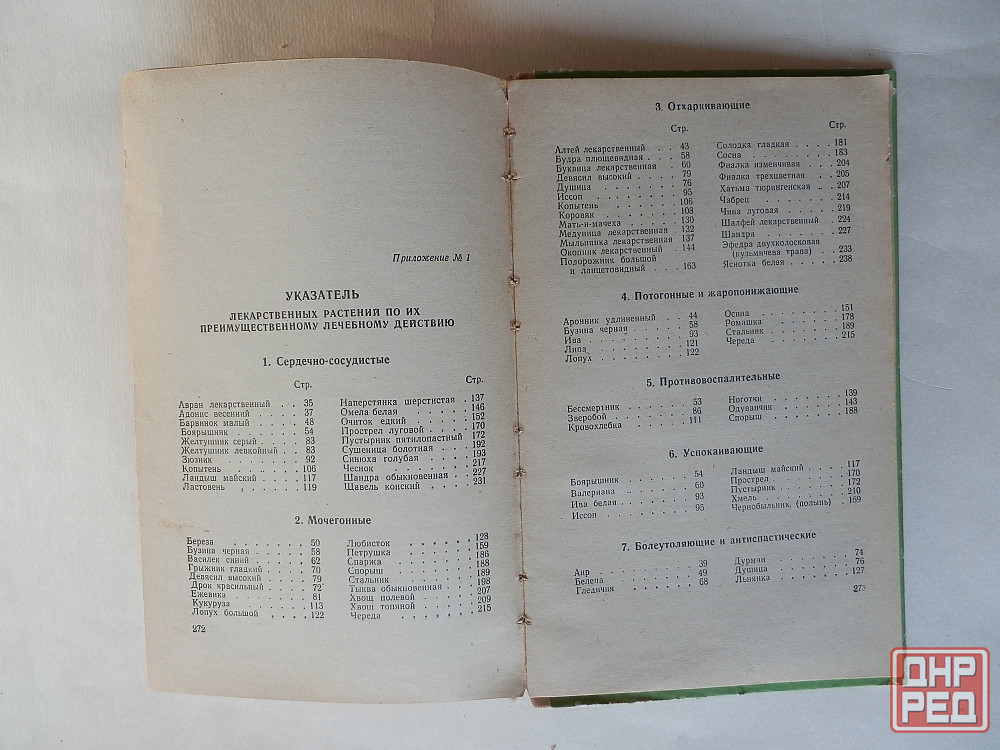 Приложение № 1
УКАЗАТЕЛЬ
ЛЕКАРСТВЕННЫХ РАСТЕНИЙ ПО ИХ
ПРЕИМУЩЕСТВЕННОМУ ЛЕЧЕБНОМУ ДЕЙСТВИЮ
1. Сердечно-сосудистые
Стр.
Авран лекарственный . 35
Адонис весенний . . . 37
Барвинок малый . . . 48
Боярышник . . . . 54
Желтушник серый . . 83
Желтушник левкойный . . 83
Зюзник . . . . . 92
Копытень . . . . 106
Ландыш майский . . . 117
Ластовень . . . . . 119
Стр.
Наперстянка шерстистая . 137
Омела белая . . . . 146
Очиток едкий . . . . 152
Прострел луговой . . . 170
Пустырник пятилопастный 172
Сушеница болотная . . . 192
Синюха голубая . . . 193
Чеснок . . . . . 217
Шандра обыкновенная . . 227
Щавель конский . . . 231
2. Мочегонные
Береза . . . . . 50
Бузина черная . . . . 58
Василек синий . . . . 62
Грыжник гладкий . . . 70
Девясил высокий . . . 79
Дрок красильный . . . 72
Ежевика . . . . . 81
Кукуруза . . . . . 113
Лопух большой . . . . 122
Любисток . . . . . 128
Петрушка . . . . . 159
Спаржа . . . . . 186
Спорыш . . . . . 188
Стальник . . . . . 189
Тыква обыкновенная . . . 198
Хвощ полевой . . . . 207
Хвощ топяной . . . . 209
Череда . . . . . 215
272
3. Отхаркивающие
Стр.
Алтей лекарственный . . 43
Будра плющевидная . . . 58
Буквица лекарственная . 60
Девясил высокий . . . 79
Душица . . . . . 76
Иссоп . . . . . 95
Копытень . . . . . 106
Коровяк . . . . . 108
Мать-и-мачеха . . . . 130
Медуница лекарственная . 132
Мыльнянка лекарственная 137
Окопник лекарственный . 144
Подорожник большой
и ланцетовидный . . . 163
Стр.
Солодка гладкая . . . . 181
Сосна . . . . . 183
Фиалка изменчивая . . . 204
Фиалка трехцветная . . . 205
Хатьма тюрингенская . . 207
Чабрец . . . . . 214
Чина луговая . . . . 219
Шалфей лекарственный . 224
Шандра . . . . . 227
Эфедра двухколосковая
(кузьмичева трава) . . 233
Яснотка белая . . . . 238
4. Потогонные и жаропонижающие
Аронник удлиненный . . 44
Бузина черная . . . . 58
Ива . . . . . 93
Липа . . . . . 121
Лопух . . . . . 122
Осина . . . . . 151
Ромашка . . . . . 178
Стальник . . . . . 189
Череда . . . . . 215
5. Противовоспалительные
Бессмертник . . . . 53
Зверобой . . . . . 86
Кровохлебка . . . . 111
Ноготки . . . . . 139
Одуванчик . . . . . 143
Спорыш . . . . . 188
6. Успокаивающие
Боярышник . . . . 54
Валериана . . . . 60
Ива белая . . . . 93
Иссоп . . . . . 95
Ландыш майский . . . 117
Прострел . . . . . 170
Пустырник . . . . . 172
Хмель . . . . . 210
Чернобыльник (полынь) . 169
7. Болеутоляющие и антиспастические
Аир . . . . . 39
Белена . . . . . 49
Гледичия . . . . . 68
Дурман . . . . . 74
Душица . . . . . 76
Льнянка . . . . . 127
273
ДНР
РЕД